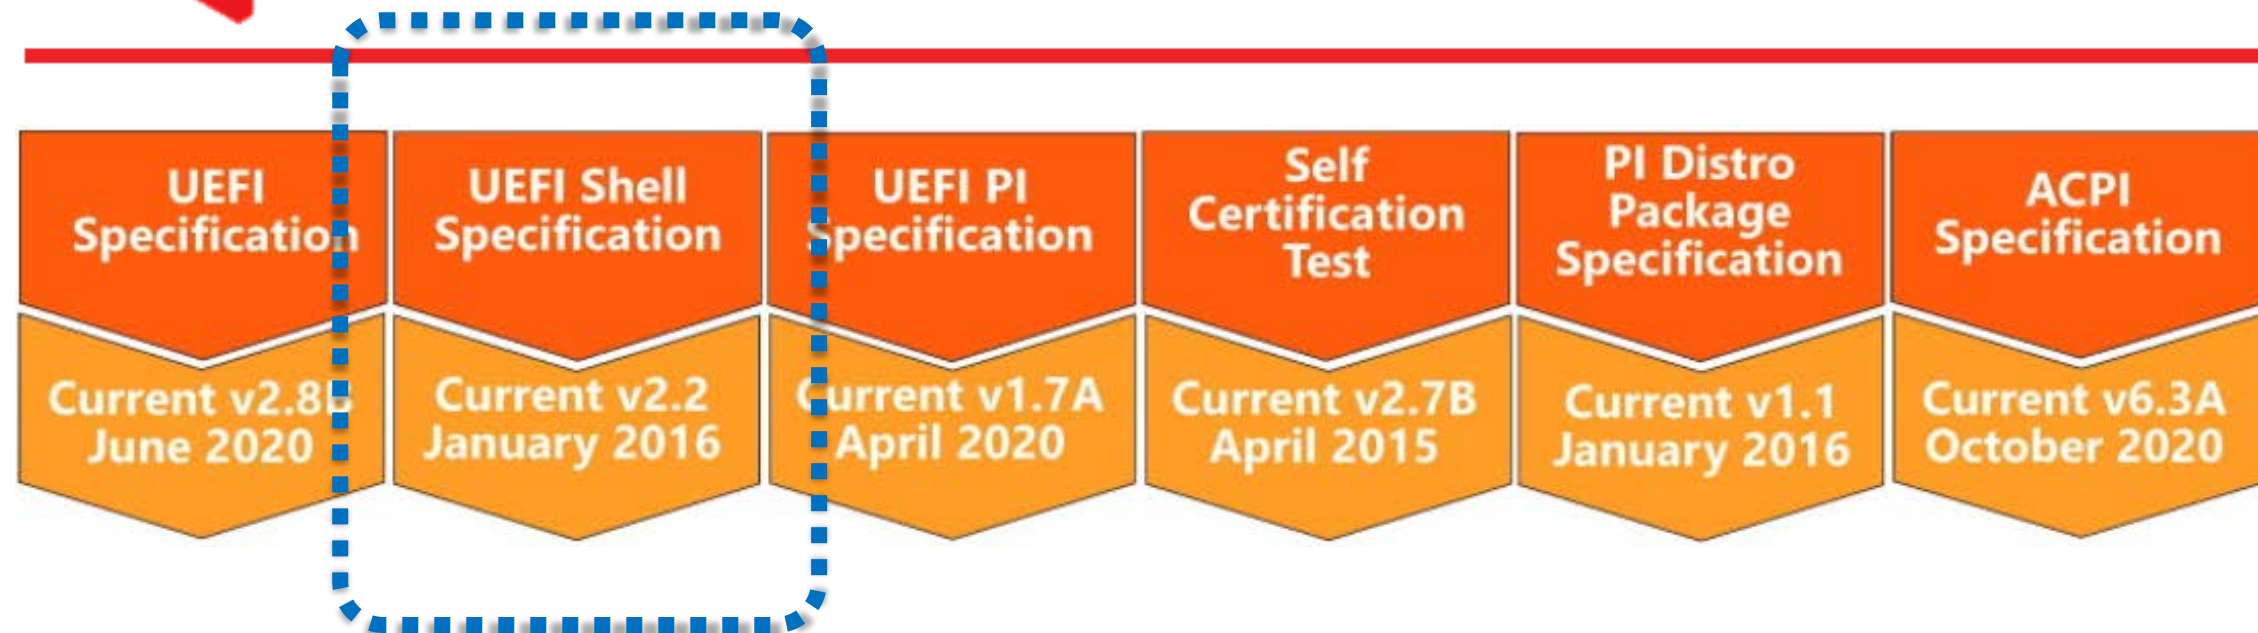 UEFI
Specification
Current v2.8B
June 2020
UEFI Shell
Specification
Current v2.2
January 2016
UEFI PI
Specification
Current v1.7A
April 2020
Self
Certification
Test
Current v2.7B
April 2015
PI Distro
Package
Specification
Current v1.1
January 2016
ACPI
Specification
Current v6.3A
October 2020